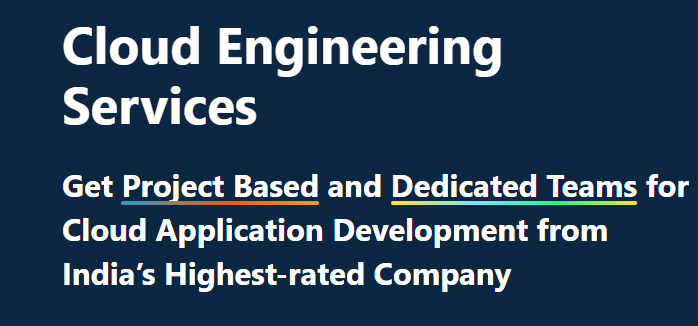 Cloud Engineering
Services
Get Project Based and Dedicated Teams for
Cloud Application Development from
India’s Highest-rated Company